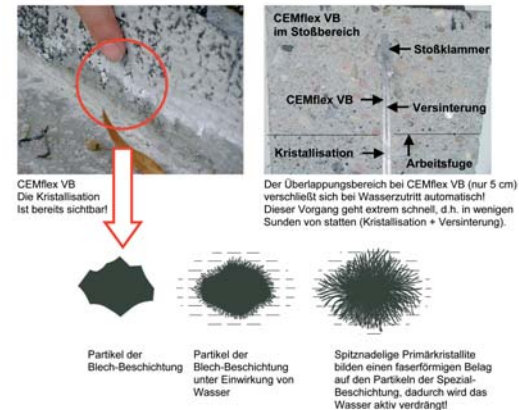 CEMflex VB
im Stoßbereich
Stoßklammer
CEMflex VB
Versinterung
Kristallisation
Arbeitsfuge
CEMflex VB
Die Kristallisation
Ist bereits sichtbar!
Der Überlappungsbereich bei CEMflex VB (nur 5 cm)
verschließt sich bei Wasserzutritt automatisch!
Dieser Vorgang geht extrem schnell, d.h. in wenigen
Sunden von statten (Kristallisation + Versinterung).
Partikel der
Blech-Beschichtung
Partikel der
Blech-Beschichtung
unter Einwirkung von
Wasser
Spitznadelige Primärkristallite
bilden einen faserförmigen Belag
auf den Partikeln der Spezial-
Beschichtung, dadurch wird das
Wasser aktiv verdrängt!